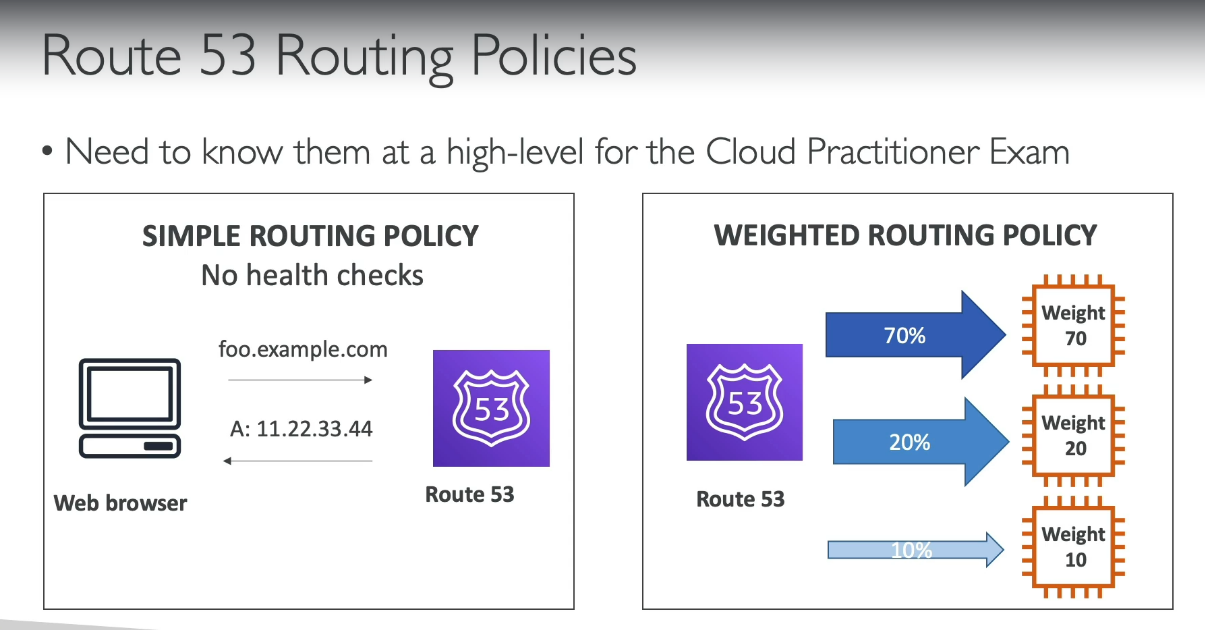 Route 53 Routing Policies
• Need to know them at a high-level for the Cloud Practitioner Exam
SIMPLE ROUTING POLICY
No health checks
foo.example.com
A: 11.22.33.44
53
Web browser
Route 53
WEIGHTED ROUTING POLICY
53
Route 53
70%
Weight
70
20%
Weight
20
10%
Weight
10